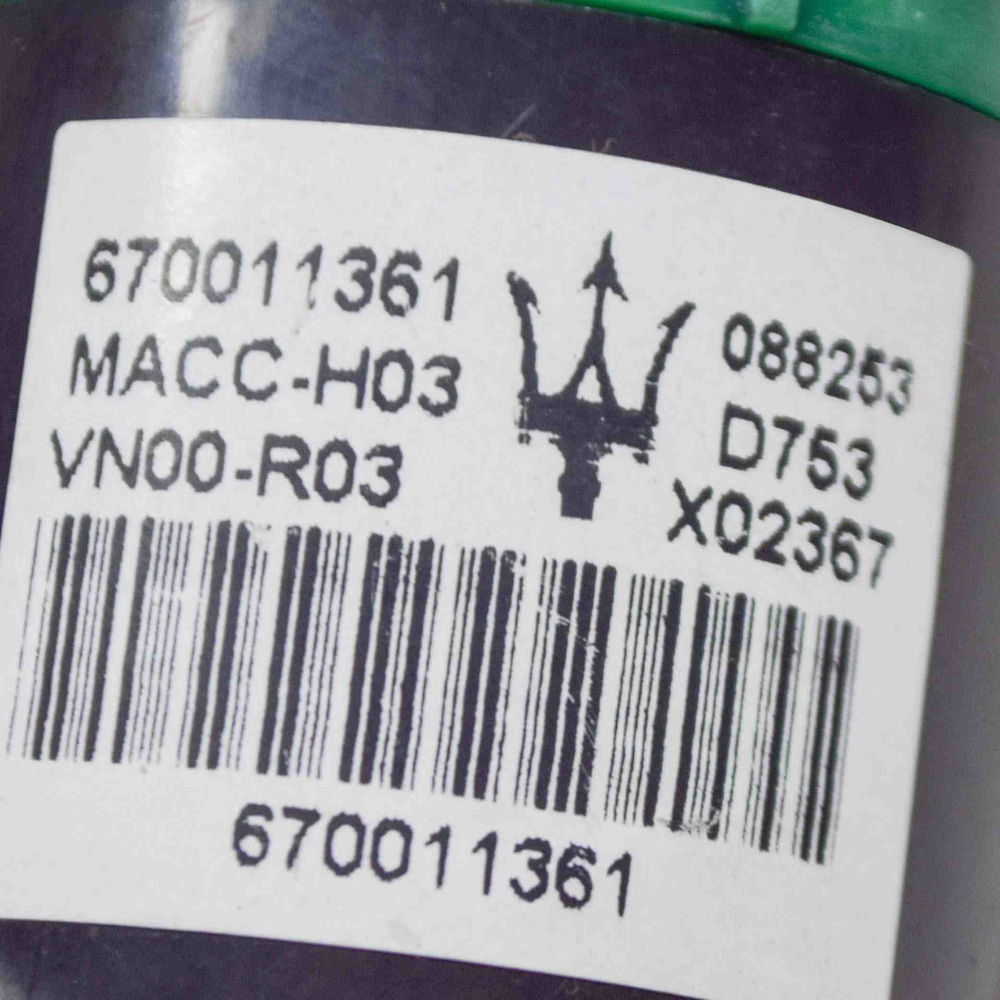 670011361
MACC-H03
VN00-R03
088253
D753
X02367
670011361